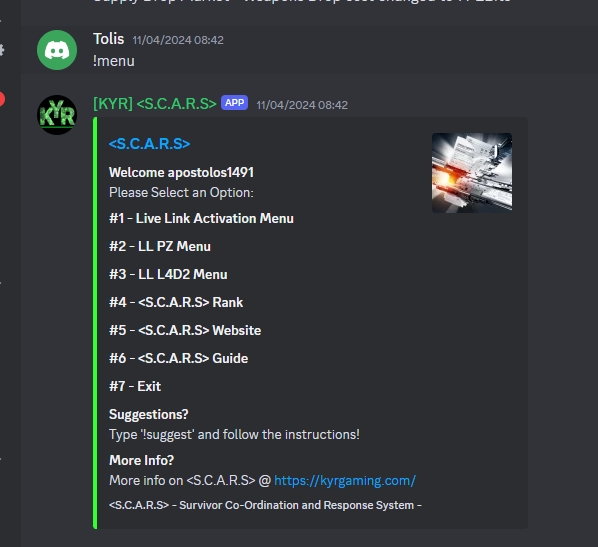 Tolis 11/04/2024 08:42
!menu
KYR
[KYR] <S.C.A.R.S> APP 11/04/2024 08:42
<S.C.A.R.S>
Welcome apostolos1491
Please Select an Option:
#1 - Live Link Activation Menu
#2 - LL PZ Menu
#3 - LL L4D2 Menu
#4 - <S.C.A.R.S> Rank
#5 - <S.C.A.R.S> Website
#6 - <S.C.A.R.S> Guide
#7 - Exit
Suggestions?
Type '!suggest' and follow the instructions!
More Info?
More info on <S.C.A.R.S> @ https://kyrgaming.com/
<S.C.A.R.S> - Survivor Co-Ordination and Response System -